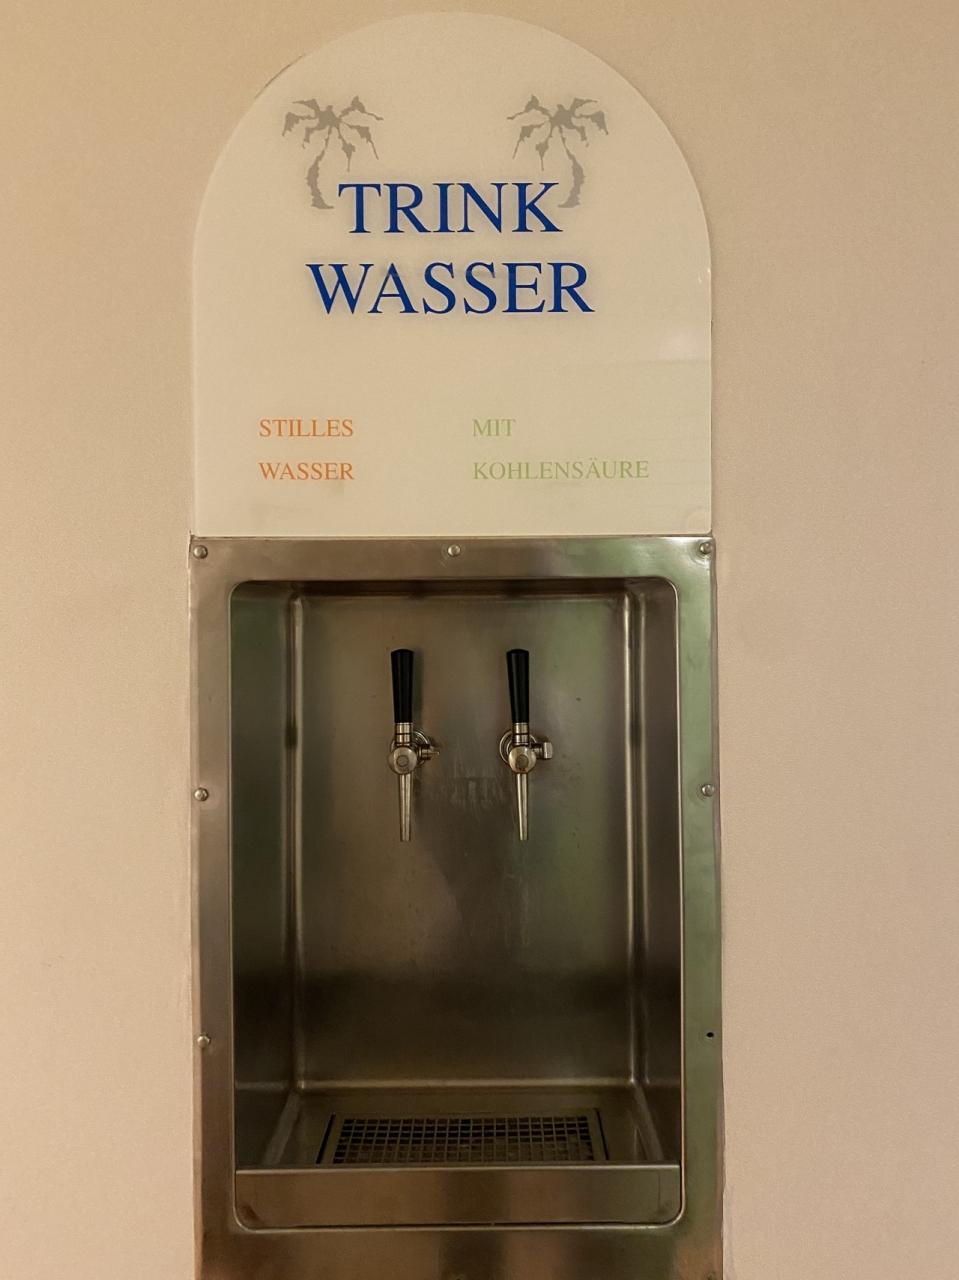 TRINK
WASSER
STILLES
WASSER
MIT
KOHLENSÄURE